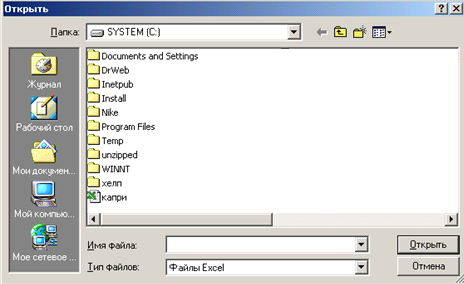 Открыть
Папка: SYSTEM (C:)
Журнал
Рабочий стол
Мои докумен...
Мой компью...
Мое сетевое ...
Documents and Settings
DrWeb
Inetpub
Install
Nike
Program Files
Temp
unzipped
WINNT
хелп
капри
Имя файла:
Открыть
Тип файлов: Файлы Excel
Отмена